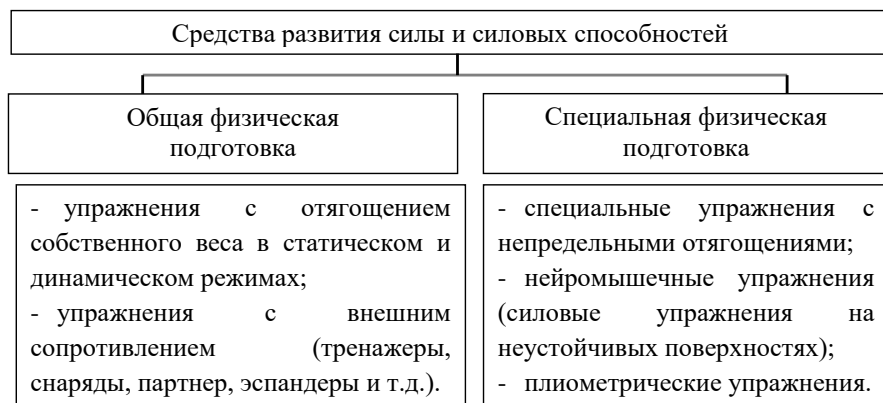 Средства развития силы и силовых способностей
Общая физическая
подготовка
Специальная физическая
подготовка
- упражнения с отягощением
собственного веса в статическом и
динамическом режимах;
- упражнения с внешним
сопротивлением (тренажеры,
снаряды, партнер, эспандеры и т.д.).
- специальные упражнения с
непредельными отягощениями;
- нейромышечные упражнения
(силовые упражнения на
неустойчивых поверхностях);
- плиометрические упражнения.